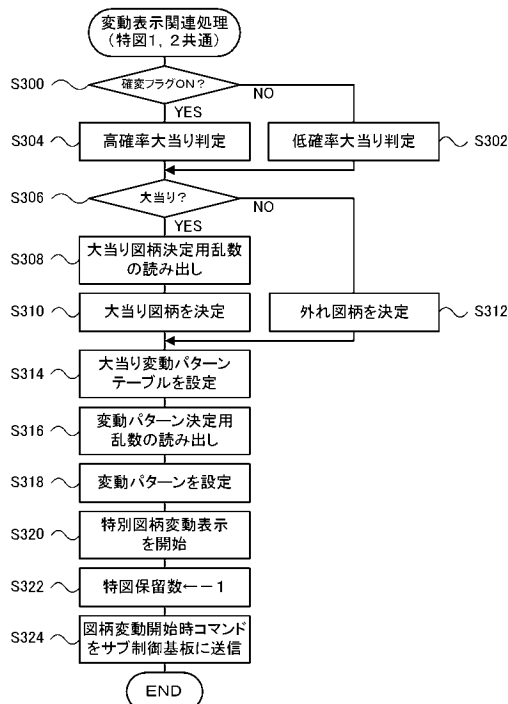 変動表示関連処理
(特図1,2共通)
S300
確変フラグON?
NO
YES
S304
高確率大当り判定
低確率大当り判定
S302
S306
大当り?
NO
YES
S308
大当り図柄決定用乱数
の読み出し
S310
大当り図柄を決定
外れ図柄を決定
S312
S314
大当り変動パターン
テーブルを設定
S316
変動パターン決定用
乱数の読み出し
S318
変動パターンを設定
S320
特別図柄変動表示
を開始
S322
特図保留数←-1
S324
図柄変動開始時コマンド
をサブ制御基板に送信
END